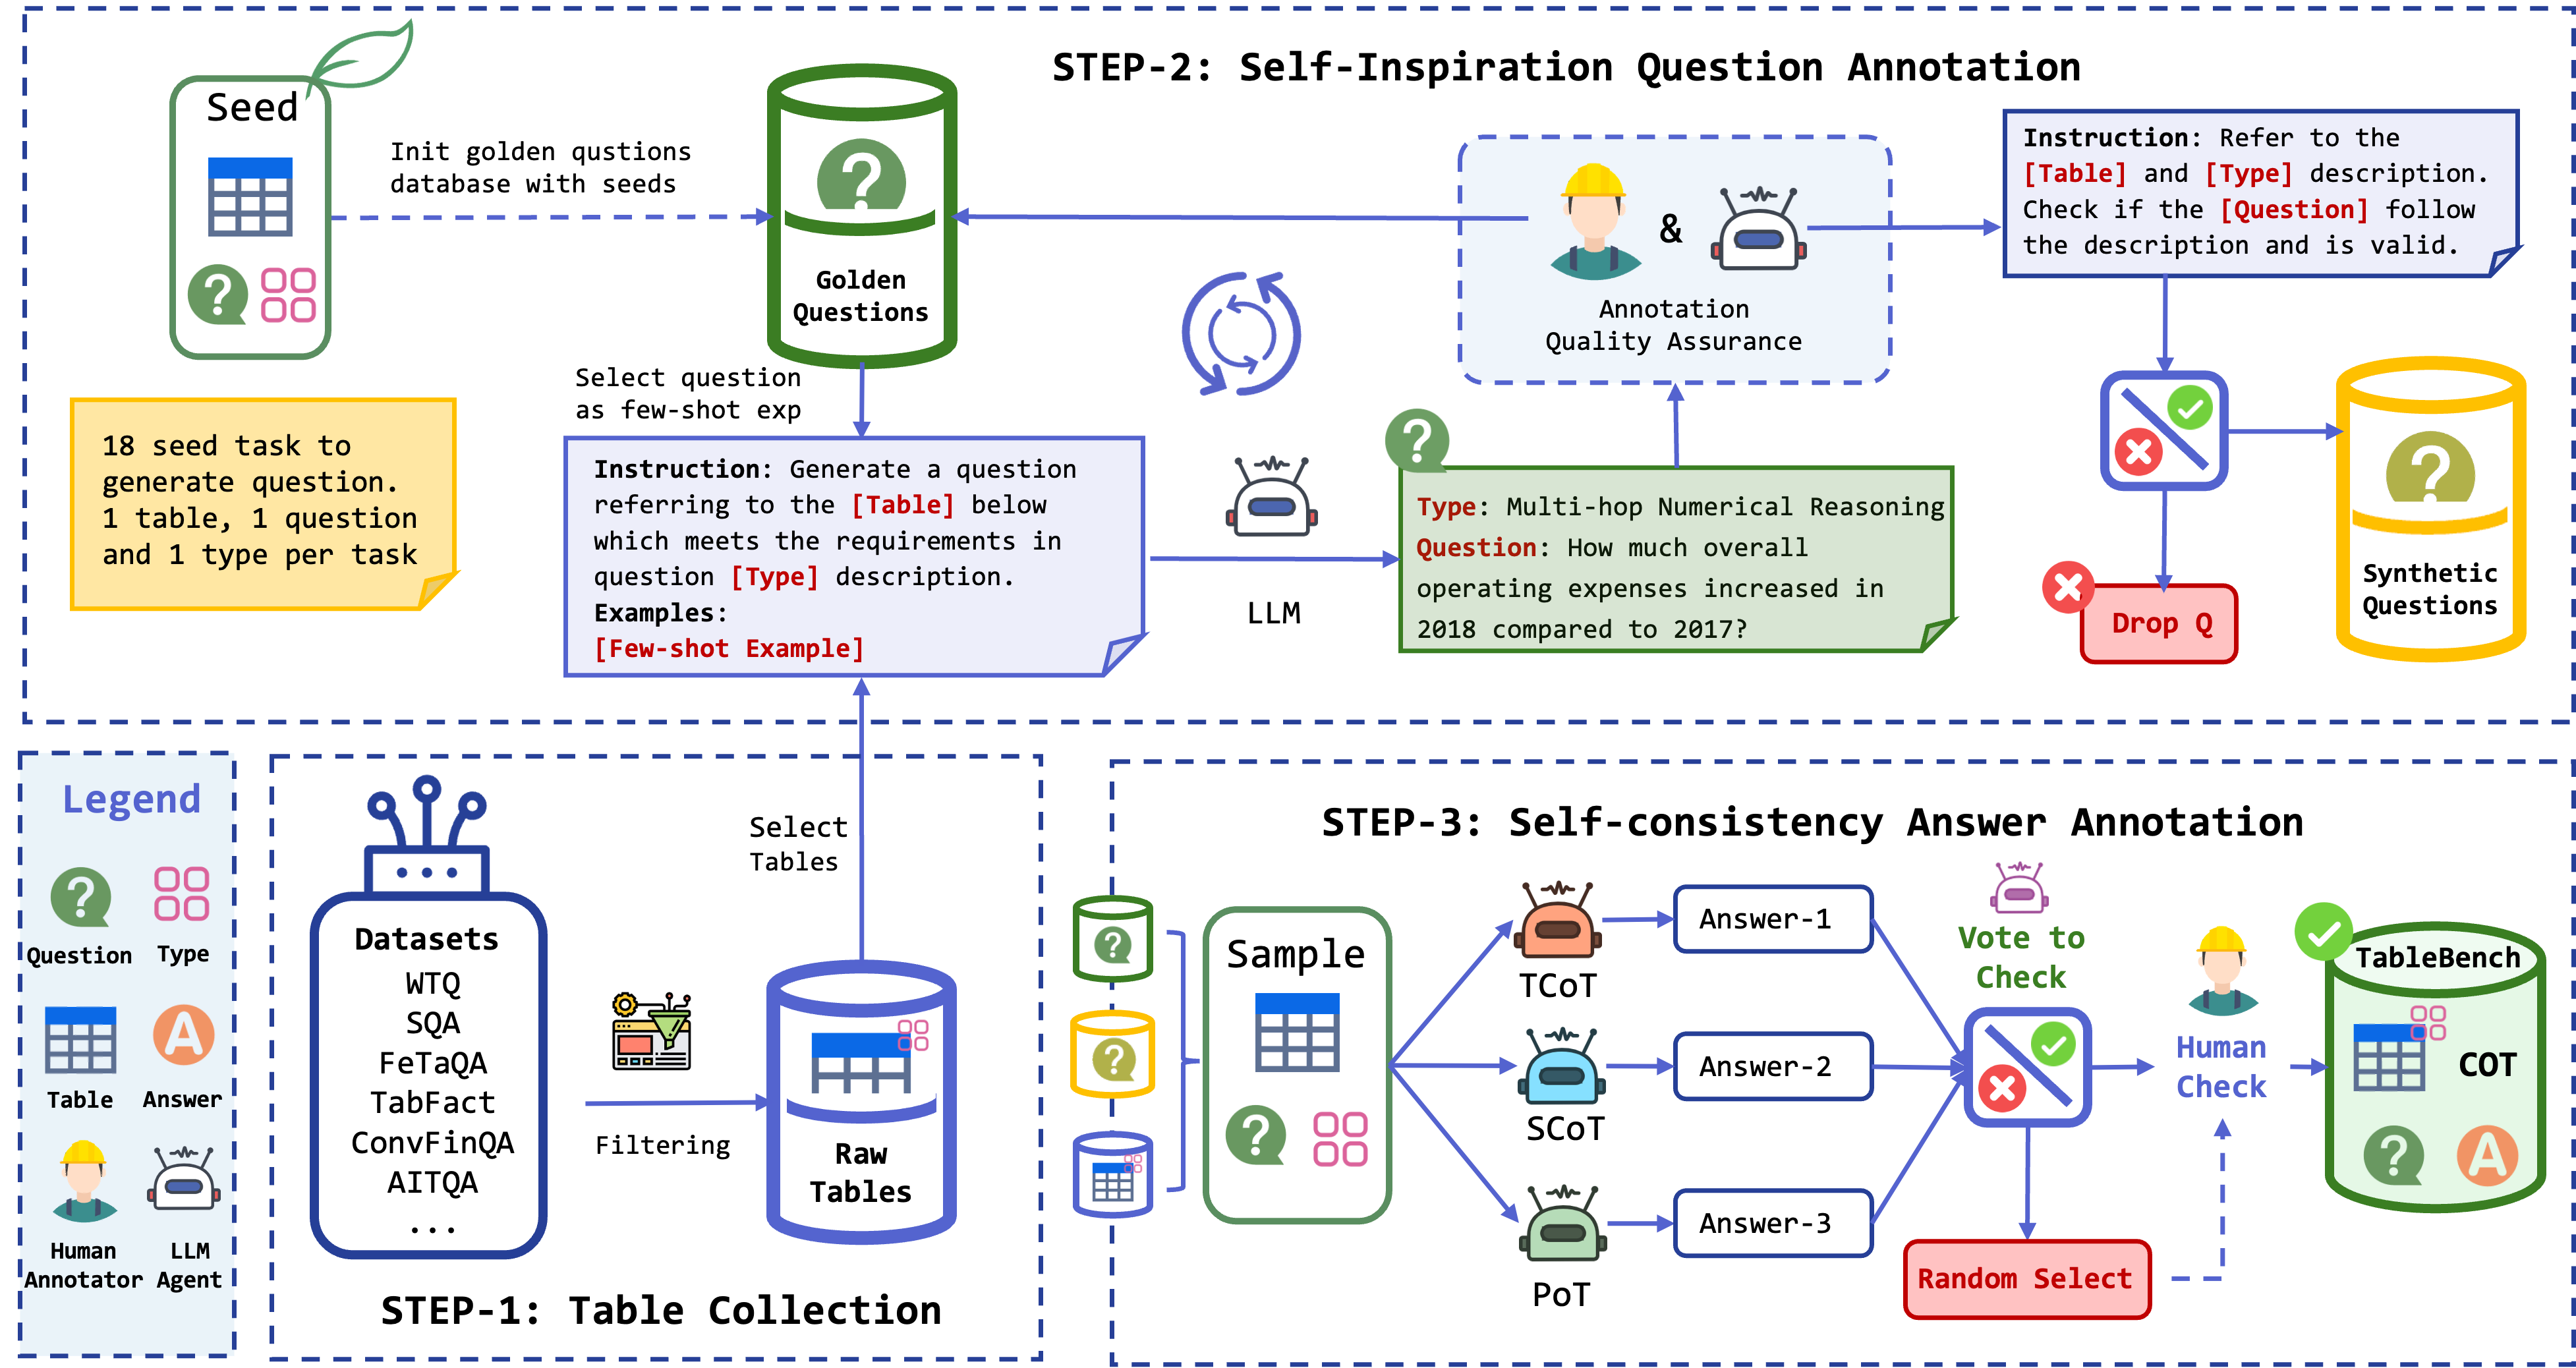 STEP-2: Self-Inspiration Question Annotation
Seed
Init golden qustions
database with seeds
Golden
Questions
&
Annotation
Quality Assurance
Instruction: Refer to the
[Table] and [Type] description.
Check if the [Question] follow
the description and is valid.
18 seed task to
generate question.
1 table, 1 question
and 1 type per task
Select question
as few-shot exp
Instruction: Generate a question
referring to the [Table] below
which meets the requirements in
question [Type] description.
Examples:
[Few-shot Example]
LLM
Type: Multi-hop Numerical Reasoning
Question: How much overall
operating expenses increased in
2018 compared to 2017?
Drop Q
Synthetic
Questions
Legend
Question
Type
Table
Answer
A
Human
Annotator
LLM
Agent
Datasets
WTQ
SQA
FeTaQA
TabFact
ConvFinQA
AITQA
...
Filtering
Select
Tables
Raw
Tables
STEP-1: Table Collection
STEP-3: Self-consistency Answer Annotation
Sample
TCoT
SCoT
PoT
Answer-1
Answer-2
Answer-3
Vote to
Check
Random Select
Human
Check
TableBench
COT
A